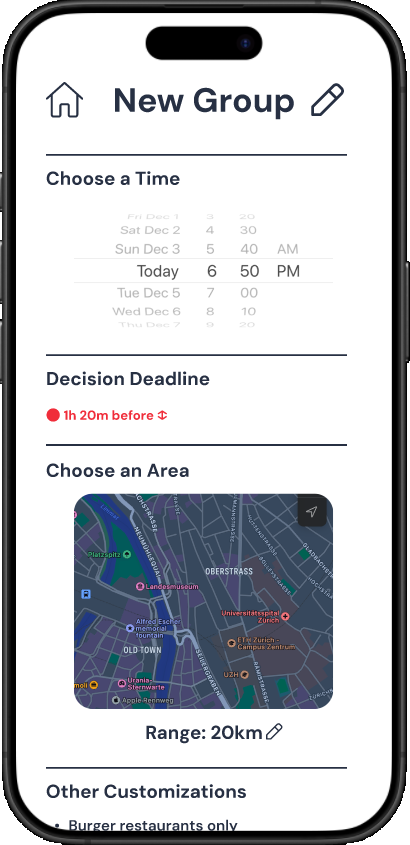 New Group
Choose a Time
Fri Dec 1 3 20
Sat Dec 2 4 30
Sun Dec 3 5 40 AM
Today 6 50 PM
Tue Dec 5 7 00
Wed Dec 6 8 10
Thu Dec 7 9 20
Decision Deadline
1h 20m before
Choose an Area
NEUMÜHLEQUAI
Platzspitz
Landesmuseum
OBERSTRASS
Universitätsspital
Zürich
Alfred Escher
memorial
fountain
ETH Zürich -
Campus Zentrum
OLD TOWN
UZH
Urania-
Sternwarte
Apple Rennweg
SEILERGRABEN
RÄMISTRASSE
Range: 20km
Other Customizations
• Burger restaurants only